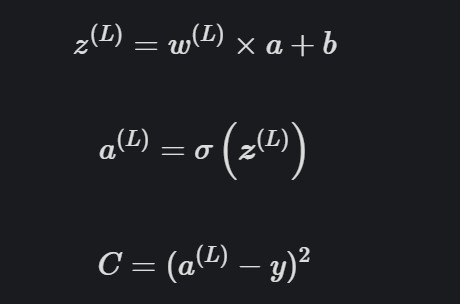 z^{(L)} = w^{(L)} × a + b
a^{(L)} = σ(z^{(L)})
C = (a^{(L)} − y)^2